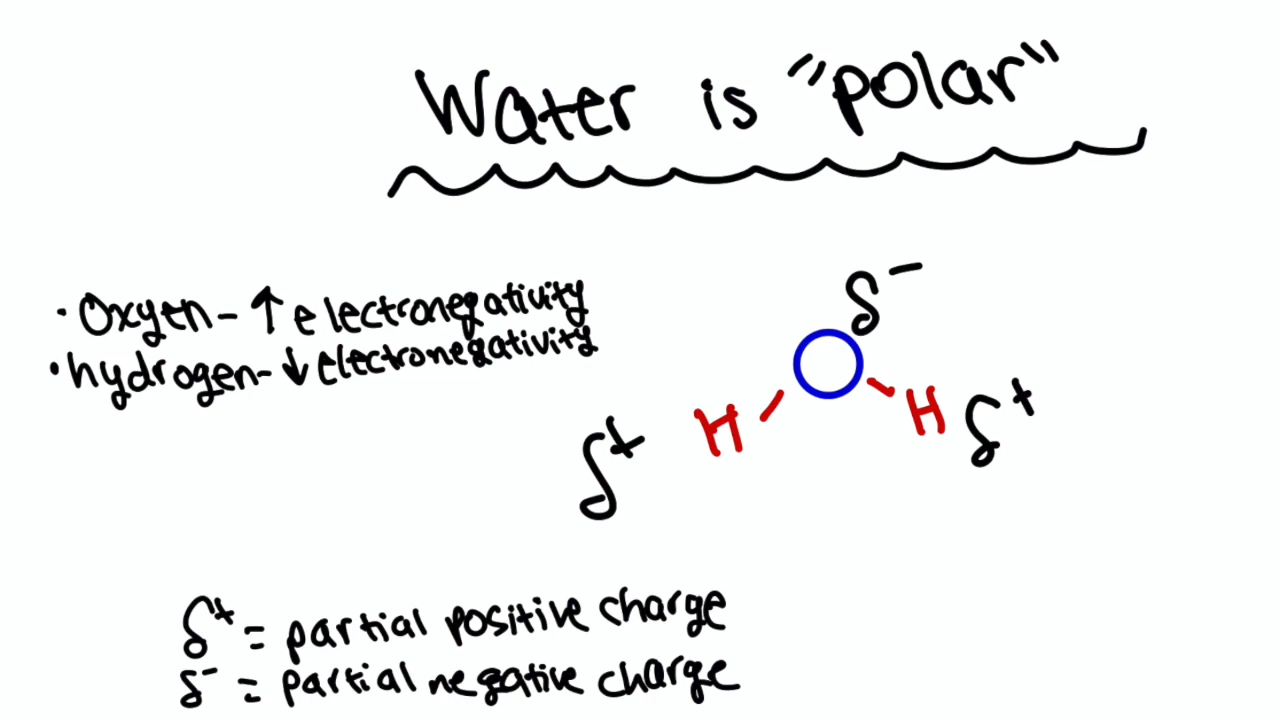 Water is "polar"
• Oxygen - ↑ electronegativity
• hydrogen - ↓ electronegativity
δ⁻
O
H H
δ⁺ δ⁺
δ⁺ = partial positive charge
δ⁻ = partial negative charge